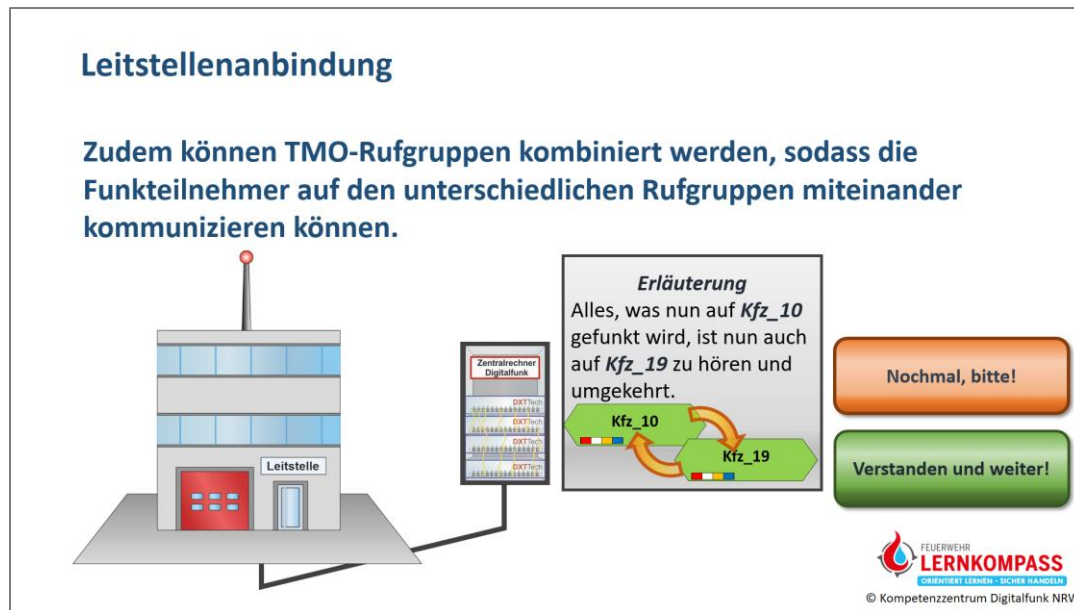 Leitstellenanbindung
Zudem können TMO-Rufgruppen kombiniert werden, sodass die
Funkteilnehmer auf den unterschiedlichen Rufgruppen miteinander
kommunizieren können.
Leitstelle
Zentralrechner
Digitalfunk
DXTTech
DXTTech
DXTTech
DXTTech
Erläuterung
Alles, was nun auf Kfz_10
gefunkt wird, ist nun auch
auf Kfz_19 zu hören und
umgekehrt.
Kfz_10
Kfz_19
Nochmal, bitte!
Verstanden und weiter!
FEUERWEHR
LERNKOMPASS
ORIENTIERT LERNEN - SICHER HANDELN
© Kompetenzzentrum Digitalfunk NRW